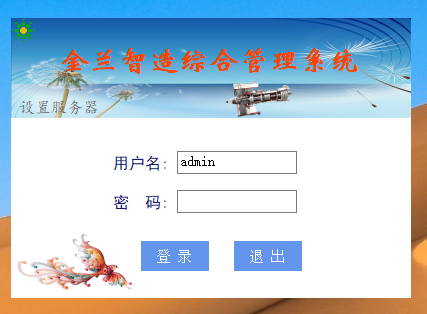 金兰智造综合管理系统
设置服务器
用户名: admin
密 码:
登 录 退 出